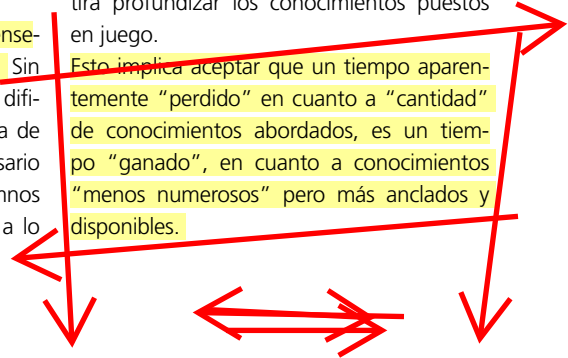 nse-
Sin
difi-
a de
sario
nnos
a lo
tirá profundizar los conocimientos puestos
en juego.
Esto implica aceptar que un tiempo aparen-
temente “perdido” en cuanto a “cantidad”
de conocimientos abordados, es un tiem-
po “ganado”, en cuanto a conocimientos
“menos numerosos” pero más anclados y
disponibles.